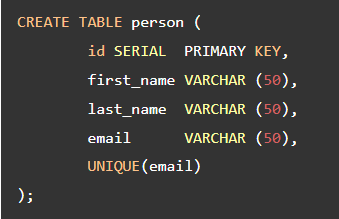 CREATE TABLE person (
id SERIAL  PRIMARY KEY,
first_name VARCHAR (50),
last_name  VARCHAR (50),
email      VARCHAR (50),
UNIQUE(email)
);